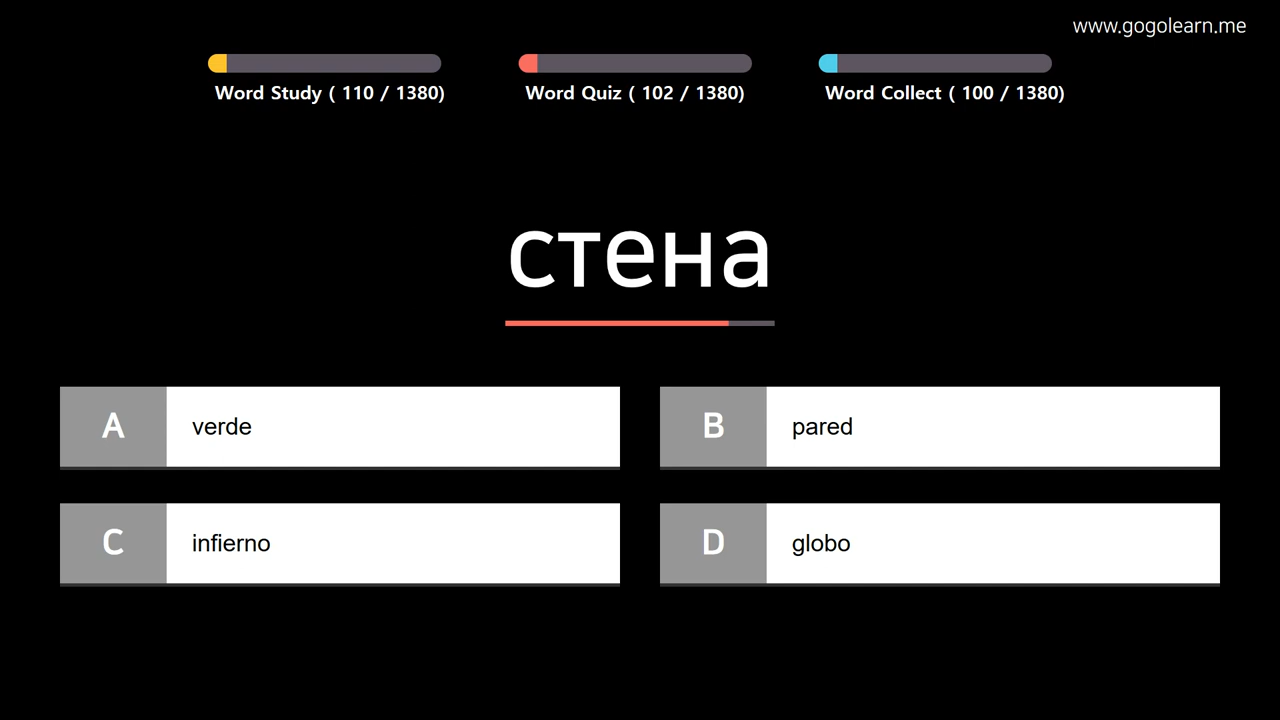 www.gogolearn.me
Word Study ( 110 / 1380)
Word Quiz ( 102 / 1380)
Word Collect ( 100 / 1380)
стена
A verde
B pared
C infierno
D globo